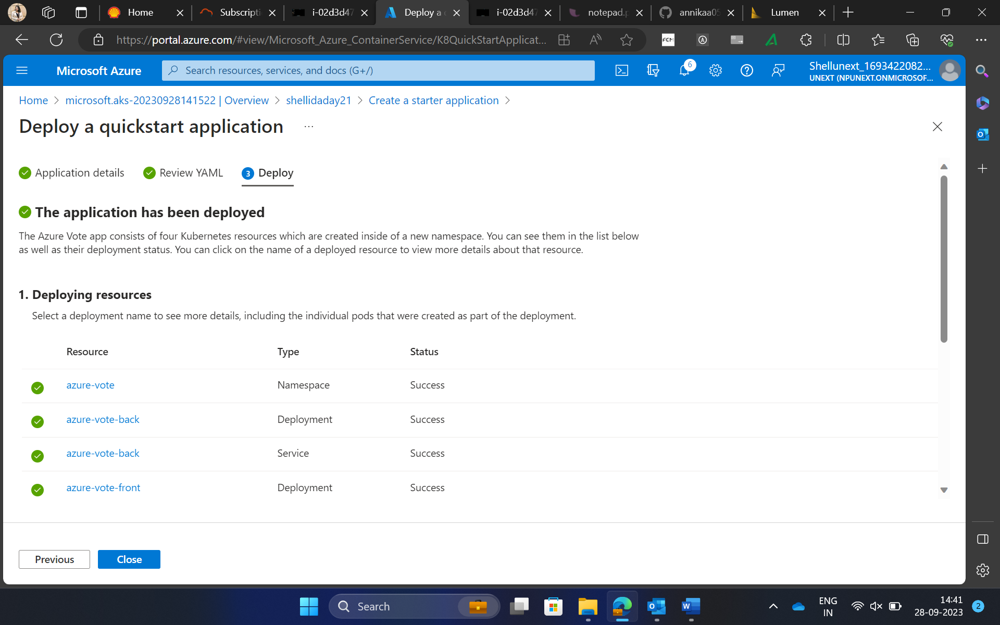 Home
Subscripti
i-02d3d47
Deploy a
i-02d3d47
notepad.p
annikaa05
Lumen
https://portal.azure.com/#view/Microsoft_Azure_ContainerService/K8QuickStartApplicat...
FCM
Microsoft Azure
Search resources, services, and docs (G+/)
6
Shellunext_1693422082...
UNEXT (NPUNEXT.ONMICROSOF...
Home > microsoft.aks-20230928141522 | Overview > shellidaday21 > Create a starter application >
Deploy a quickstart application ...
Application details
Review YAML
3 Deploy
The application has been deployed
The Azure Vote app consists of four Kubernetes resources which are created inside of a new namespace. You can see them in the list below
as well as their deployment status. You can click on the name of a deployed resource to view more details about that resource.
1. Deploying resources
Select a deployment name to see more details, including the individual pods that were created as part of the deployment.
Resource Type Status
azure-vote Namespace Success
azure-vote-back Deployment Success
azure-vote-back Service Success
azure-vote-front Deployment Success
Previous
Close
Search
ENG
IN
14:41
28-09-2023
2